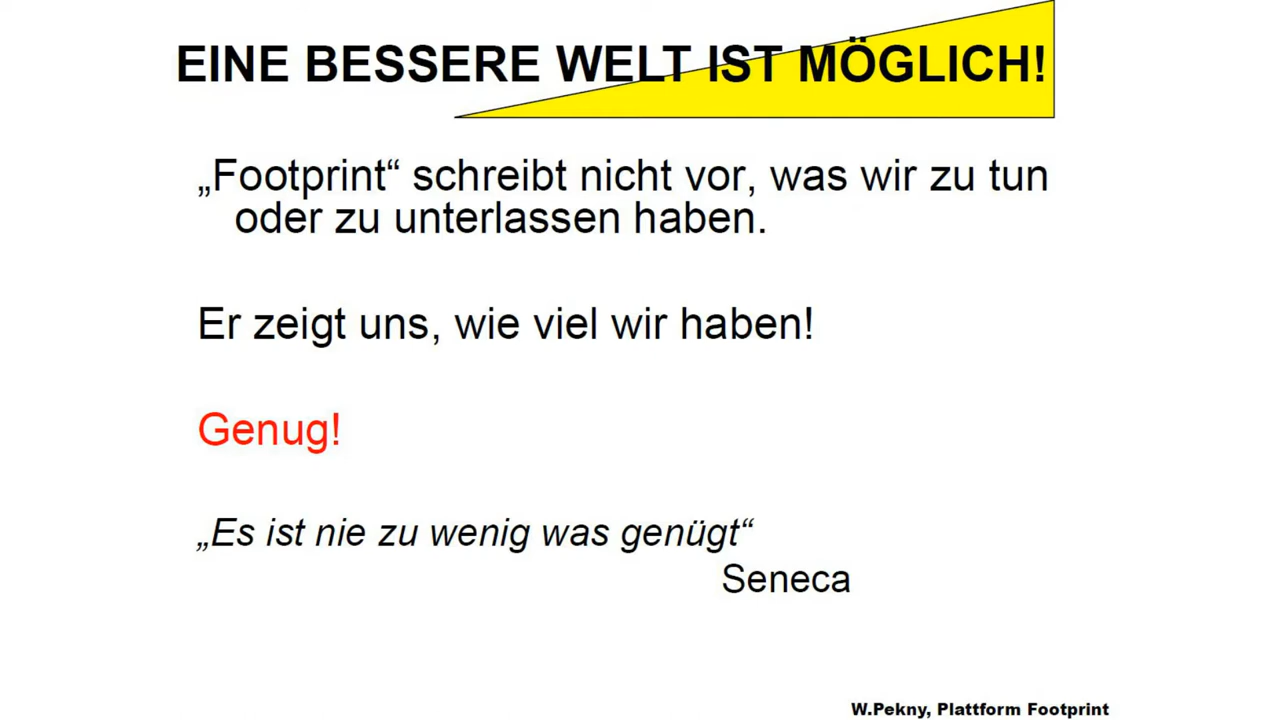 EINE BESSERE WELT IST MÖGLICH!
„Footprint“ schreibt nicht vor, was wir zu tun
oder zu unterlassen haben.
Er zeigt uns, wie viel wir haben!
Genug!
„Es ist nie zu wenig was genügt“
Seneca
W.Pekny, Plattform Footprint